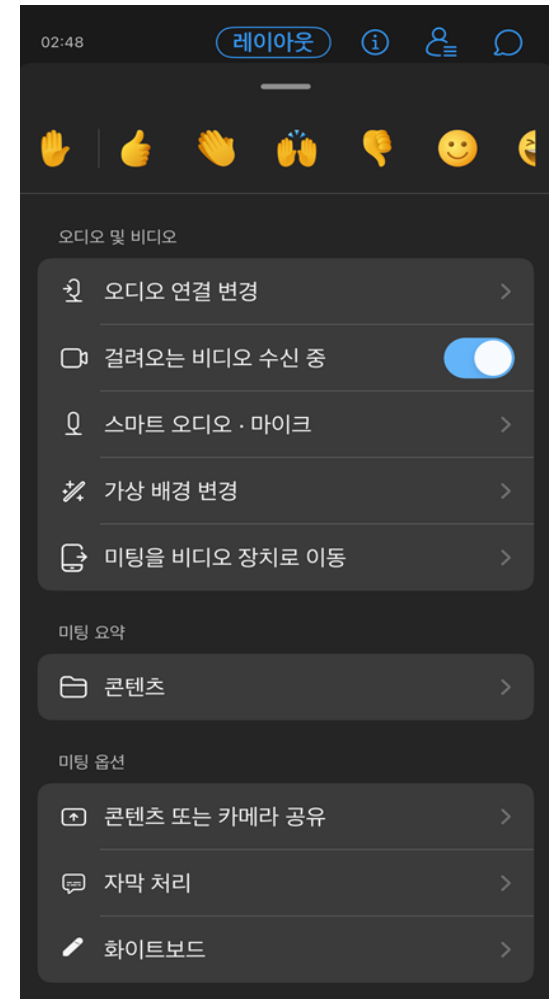 02:48
레이아웃
오디오 및 비디오
오디오 연결 변경
걸려오는 비디오 수신 중
스마트 오디오 · 마이크
가상 배경 변경
미팅을 비디오 장치로 이동
미팅 요약
콘텐츠
미팅 옵션
콘텐츠 또는 카메라 공유
자막 처리
화이트보드